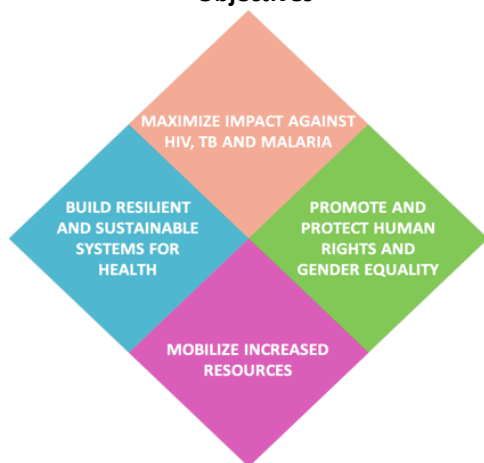 Objectives
MAXIMIZE IMPACT AGAINST
HIV, TB AND MALARIA
BUILD RESILIENT
AND SUSTAINABLE
SYSTEMS FOR
HEALTH
PROMOTE AND
PROTECT HUMAN
RIGHTS AND
GENDER EQUALITY
MOBILIZE INCREASED
RESOURCES